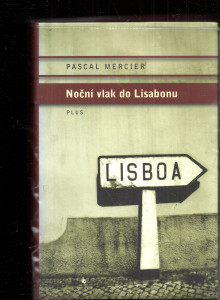 PASCAL MERCIER
Noční vlak do Lisabonu
PLUS
LISBOA